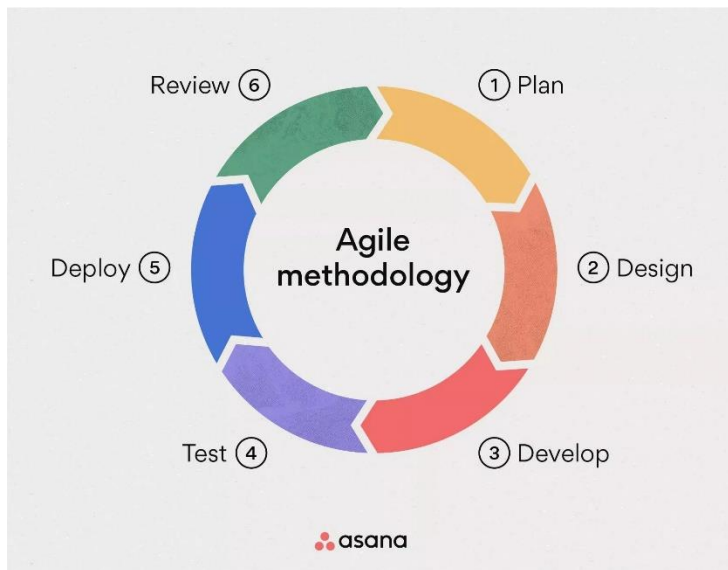 Agile
methodology
1 Plan
2 Design
3 Develop
Test 4
Deploy 5
Review 6
asana